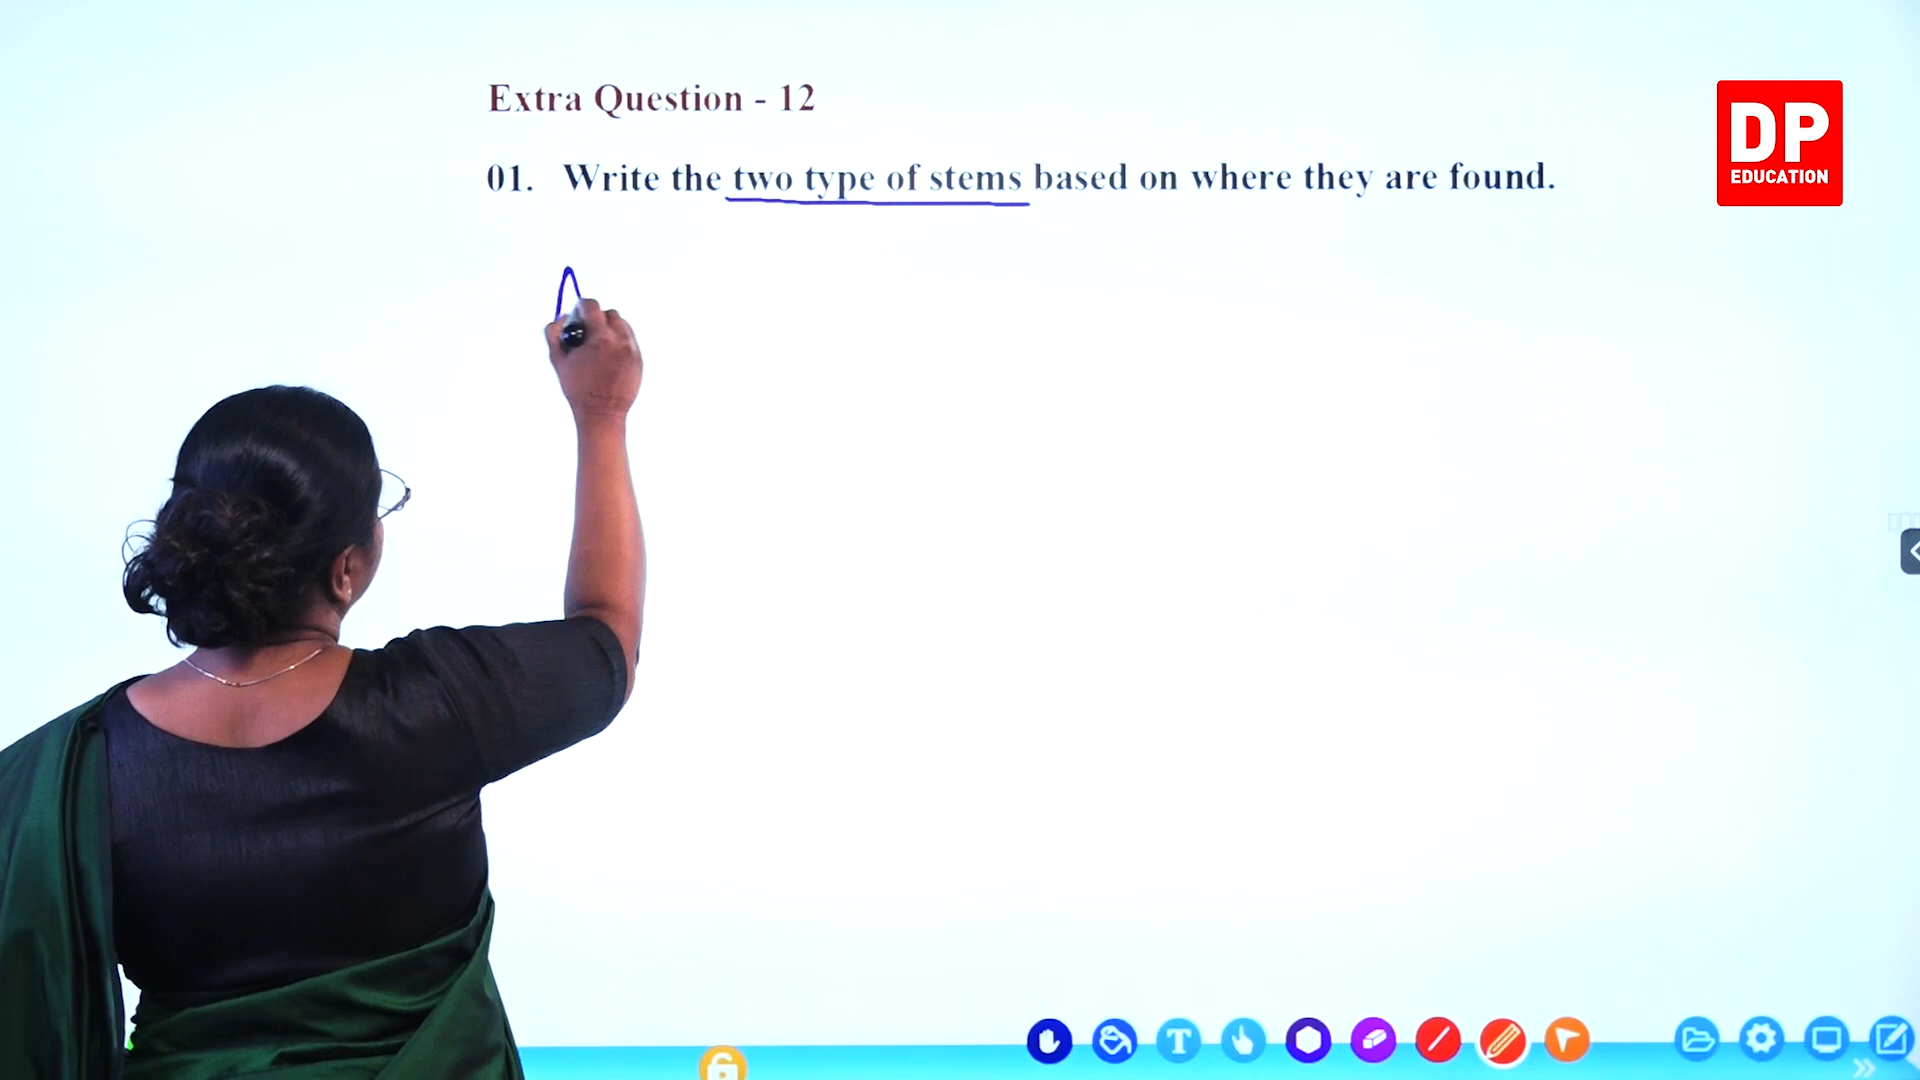 Extra Question - 12
DP
EDUCATION
01. Write the two type of stems based on where they are found.